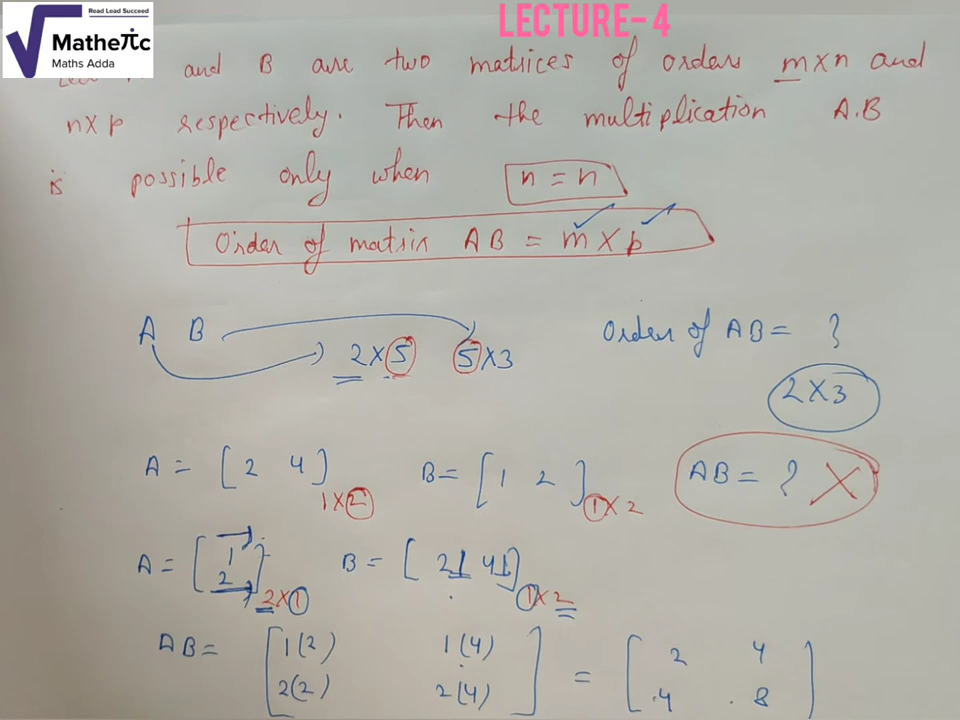 LECTURE-4
Read Lead Succeed
Matheπc
Maths Adda
and B are two matrices of orders m×n and
n×p respectively. Then the multiplication A.B
is possible only when n = n
Order of matrix AB = m×p
A B 2×5 5×3 Order of AB = ?
2×3
A = [2 4] 1×2 B = [1 2] 1×2 AB = ? X
A = [1 2] 2×1 B = [2 4] 1×2
AB = [1(2) 1(4)
2(2) 2(4)] = [2 4
4 8]